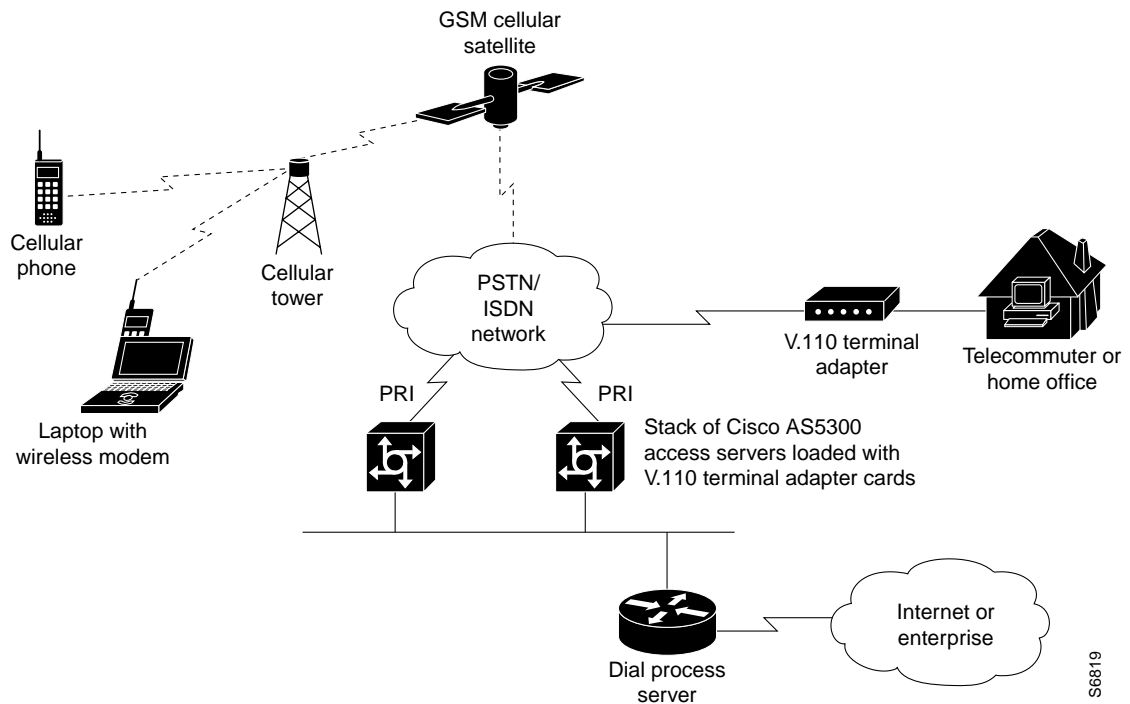 GSM cellular
satellite
Cellular
phone
Cellular
tower
PSTN/
ISDN
network
V.110 terminal
adapter
Telecommuter or
home office
Laptop with
wireless modem
PRI
PRI
Stack of Cisco AS5300
access servers loaded with
V.110 terminal adapter cards
Internet or
enterprise
Dial process
server
S6819